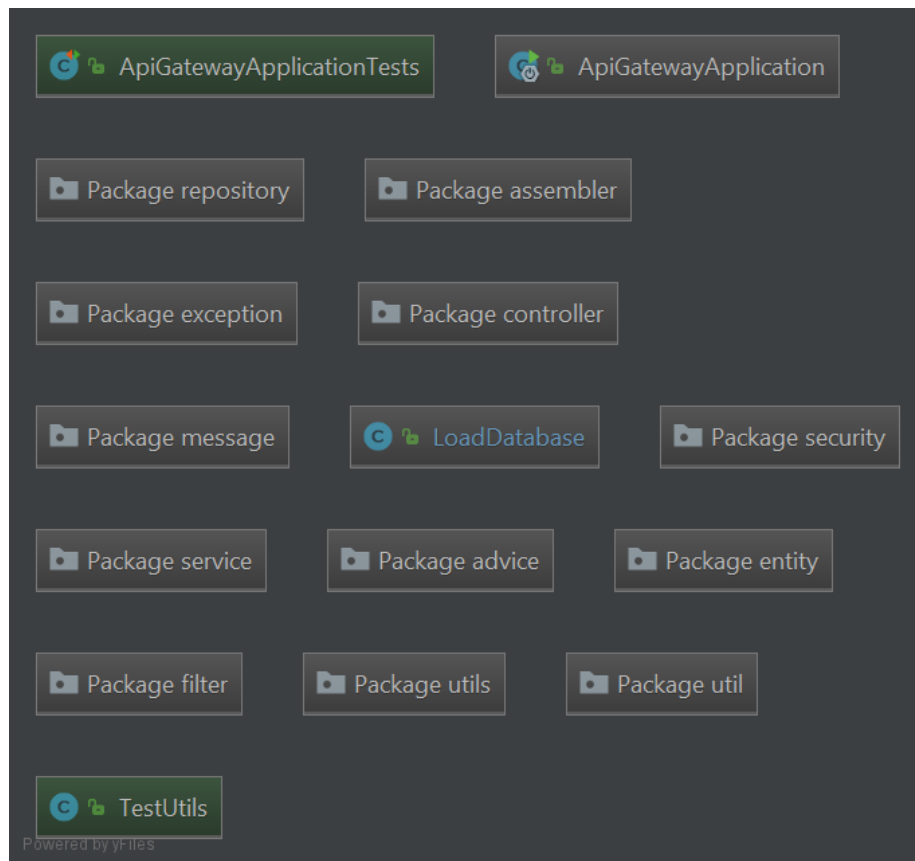 ApiGatewayApplicationTests ApiGatewayApplication
Package repository Package assembler
Package exception Package controller
Package message LoadDatabase Package security
Package service Package advice Package entity
Package filter Package utils Package util
TestUtils
Powered by yFiles